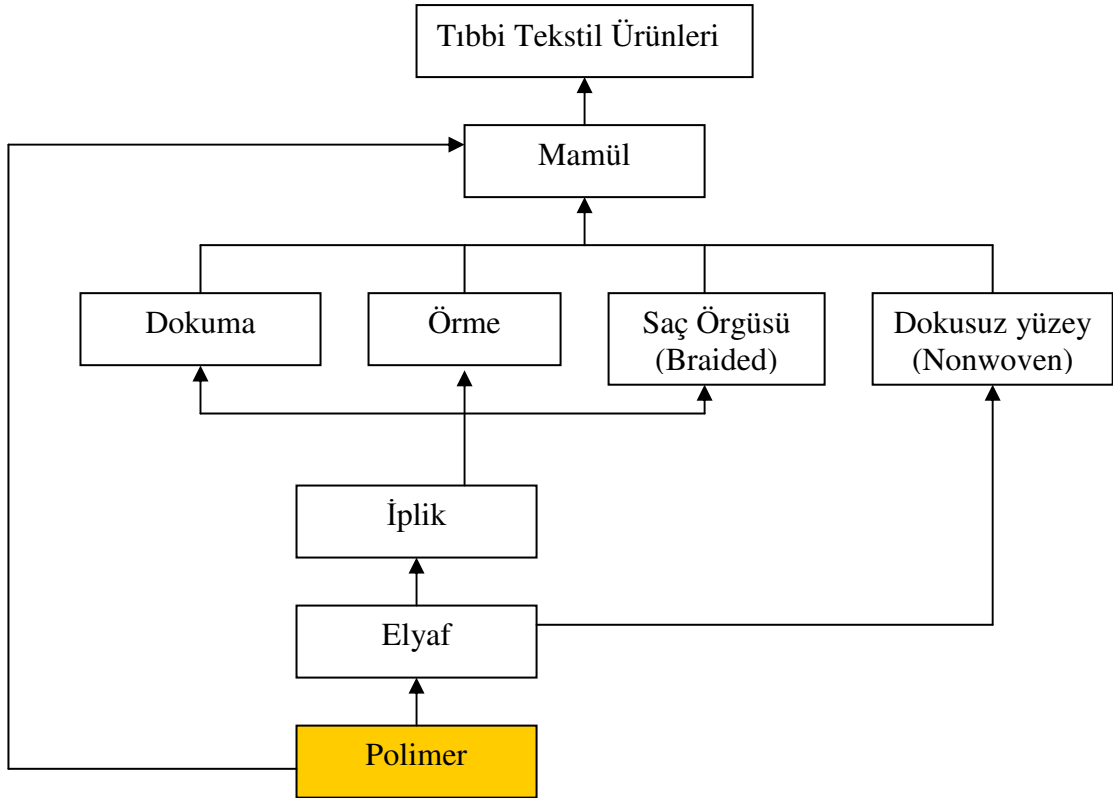 Tıbbi Tekstil Ürünleri
Mamül
Dokuma
Örme
Saç Örgüsü
(Braided)
Dokusuz yüzey
(Nonwoven)
İplik
Elyaf
Polimer